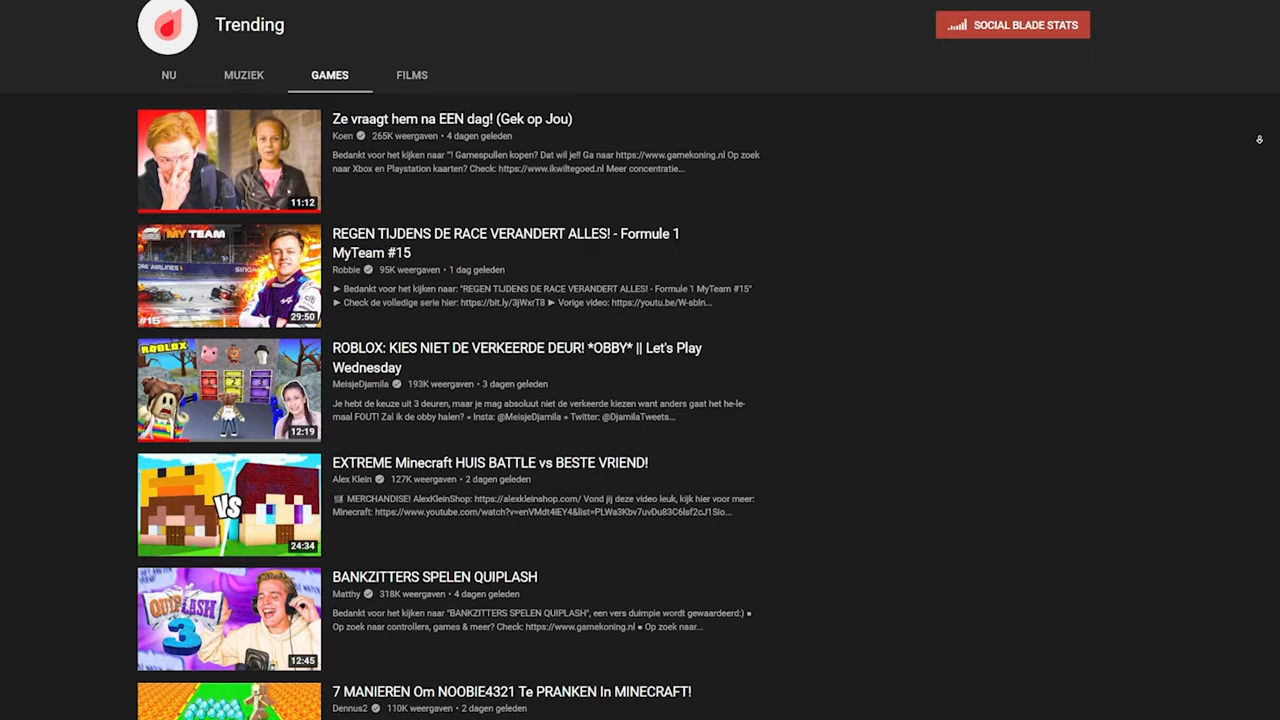 Trending
SOCIAL BLADE STATS
NU
MUZIEK
GAMES
FILMS
11:12
Ze vraagt hem na EEN dag! (Gek op Jou)
Koen 265K weergaven • 4 dagen geleden
Bedankt voor het kijken naar "! Gamespullen kopen? Dat wil je!! Ga naar https://www.gamekoning.nl Op zoek
naar Xbox en Playstation kaarten? Check: https://www.ikwiltegoed.nl Meer concentratie...
MY TEAM
#15
29:50
REGEN TIJDENS DE RACE VERANDERT ALLES! - Formule 1
MyTeam #15
Robbie 95K weergaven • 1 dag geleden
► Bedankt voor het kijken naar: "REGEN TIJDENS DE RACE VERANDERT ALLES! - Formule 1 MyTeam #15"
► Check de volledige serie hier: https://bit.ly/3jWxrT8 ► Vorige video: https://youtu.be/W-sbIn...
ROBLOX
2
3
12:19
ROBLOX: KIES NIET DE VERKEERDE DEUR! *OBBY* || Let's Play
Wednesday
MeisjeDjamila 193K weergaven • 3 dagen geleden
Je hebt de keuze uit 3 deuren, maar je mag absoluut niet de verkeerde kiezen want anders gaat het he-le-
maal FOUT! Zal ik de obby halen? ⭑ Insta: @MeisjeDjamila ⭑ Twitter: @DjamilaTweets...
VS
24:34
EXTREME Minecraft HUIS BATTLE vs BESTE VRIEND!
Alex Klein 127K weergaven • 2 dagen geleden
MERCHANDISE! AlexKleinShop: https://alexkleinshop.com/ Vond jij deze video leuk, kijk hier voor meer:
Minecraft: https://www.youtube.com/watch?v=enVMdt4iEY4&list=PLWa3Kbv7uvDu83C6lsf2cJ1Sio...
QUIPLASH
3
12:45
BANKZITTERS SPELEN QUIPLASH
Matthy 318K weergaven • 4 dagen geleden
Bedankt voor het kijken naar "BANKZITTERS SPELEN QUIPLASH", een vers duimpie wordt gewaardeerd:) ■
Op zoek naar controllers, games & meer? Check: https://www.gamekoning.nl ● Op zoek naar...
7 MANIEREN Om NOOBIE4321 Te PRANKEN In MINECRAFT!
Dennus2 110K weergaven • 2 dagen geleden